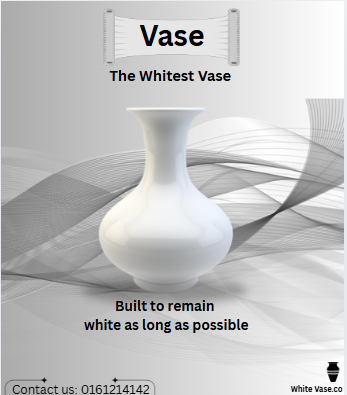 Vase
The Whitest Vase
Built to remain
white as long as possible
White Vase.co
Contact us: 0161214142